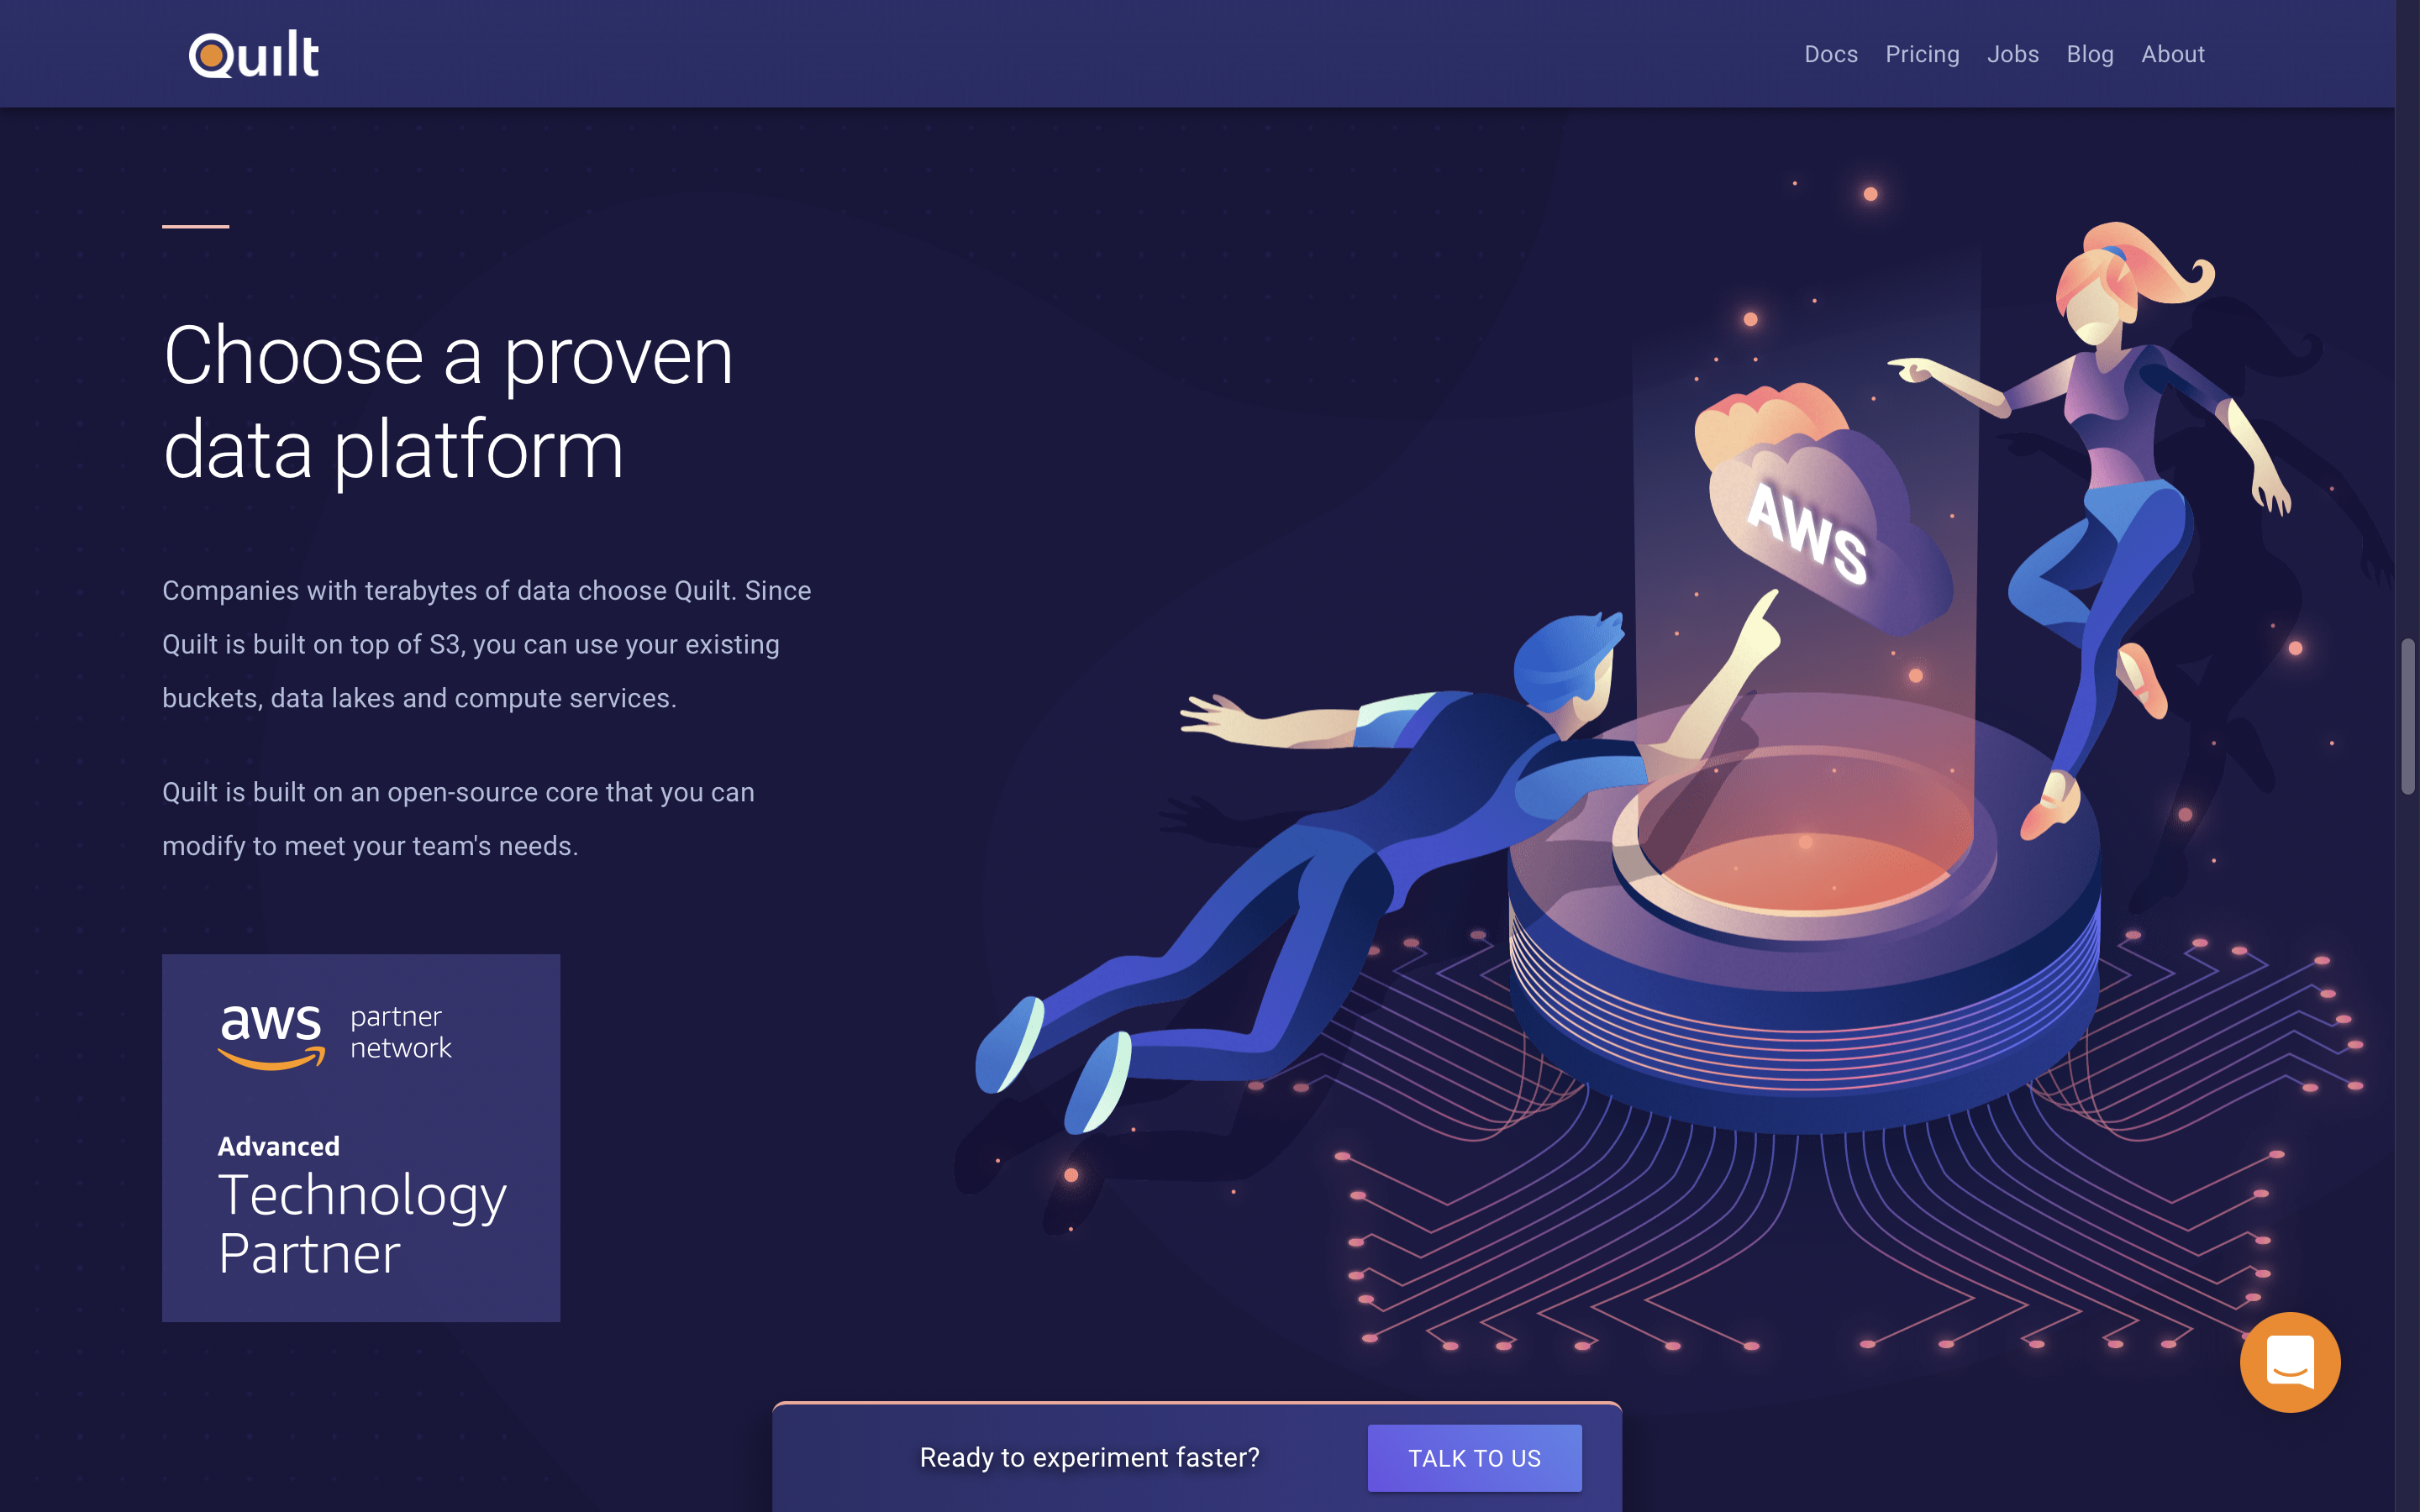 Quilt
Docs Pricing Jobs Blog About
Choose a proven
data platform
Companies with terabytes of data choose Quilt. Since
Quilt is built on top of S3, you can use your existing
buckets, data lakes and compute services.
Quilt is built on an open-source core that you can
modify to meet your team's needs.
aws partner
network
Advanced
Technology
Partner
AWS
Ready to experiment faster?
TALK TO US